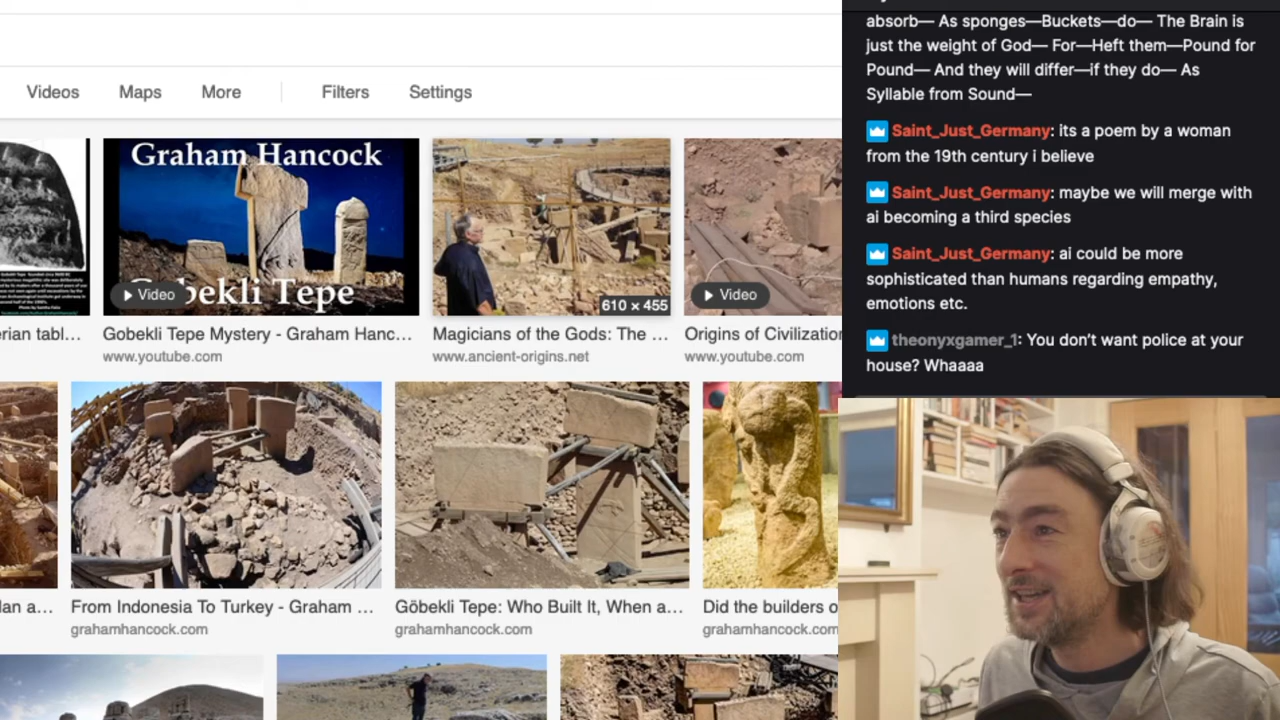 Videos
Maps
More
Filters
Settings
Graham Hancock
bekli Tepe
Video
610 × 455
Video
erian tabl…
Gobekli Tepe Mystery - Graham Hanc…
www.youtube.com
Magicians of the Gods: The …
www.ancient-origins.net
Origins of Civilization
www.youtube.com
lan a…
From Indonesia To Turkey - Graham …
grahamhancock.com
Göbekli Tepe: Who Built It, When a…
grahamhancock.com
Did the builders o
grahamhancock.com
absorb— As sponges—Buckets—do— The Brain is
just the weight of God— For—Heft them—Pound for
Pound— And they will differ—if they do— As
Syllable from Sound—
Saint_Just_Germany: its a poem by a woman
from the 19th century i believe
Saint_Just_Germany: maybe we will merge with
ai becoming a third species
Saint_Just_Germany: ai could be more
sophisticated than humans regarding empathy,
emotions etc.
theonyxgamer_1: You don’t want police at your
house? Whaaaa